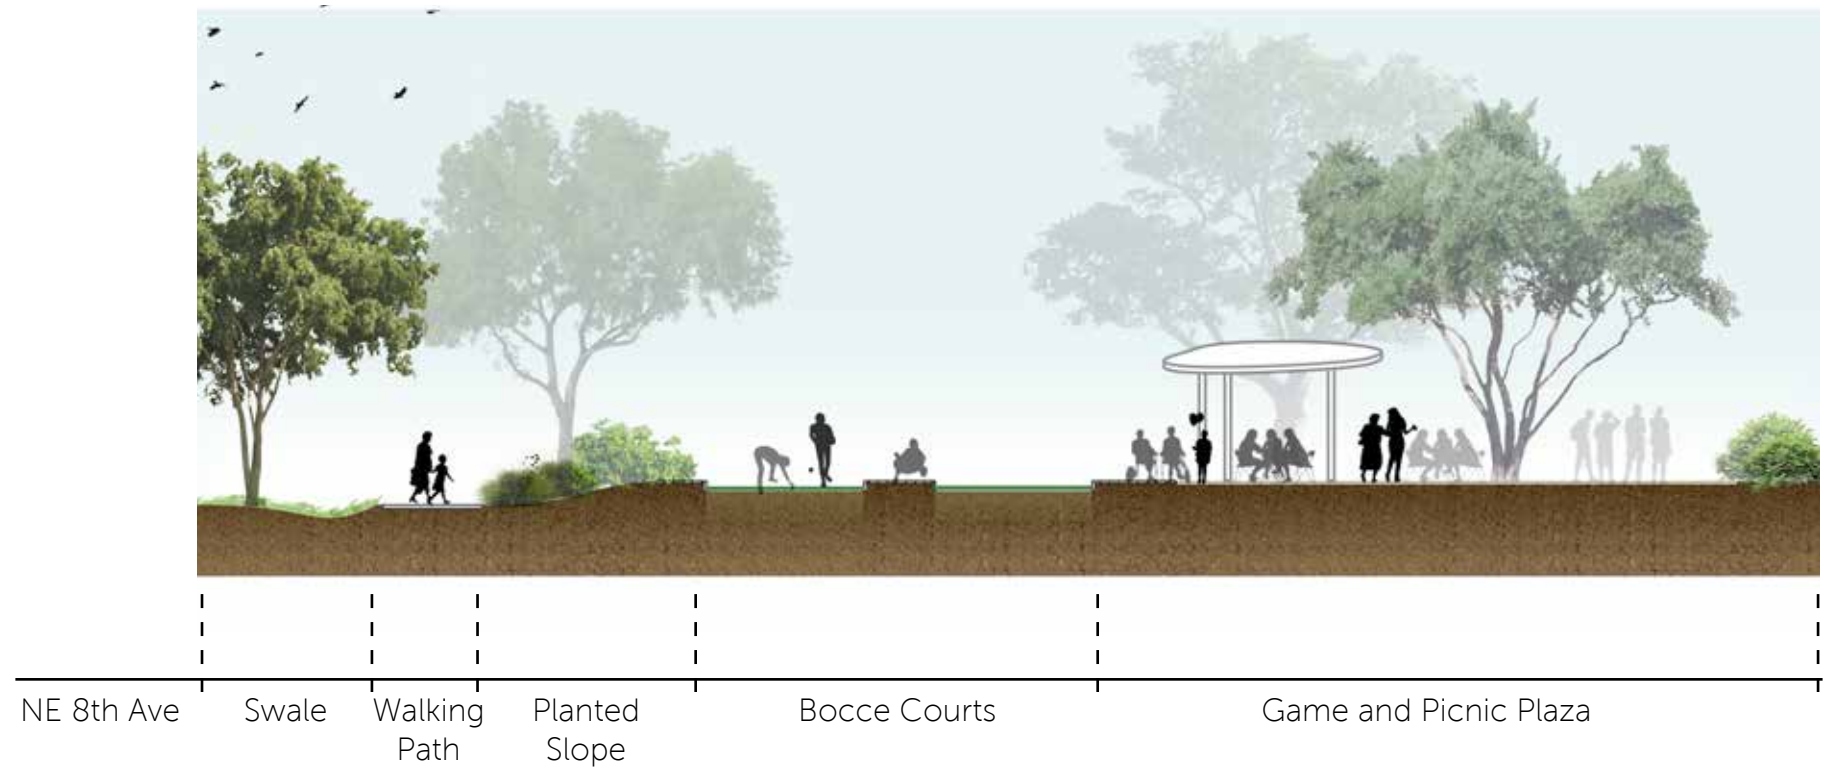 NE 8th Ave
Swale
Walking
Path
Planted
Slope
Bocce Courts
Game and Picnic Plaza